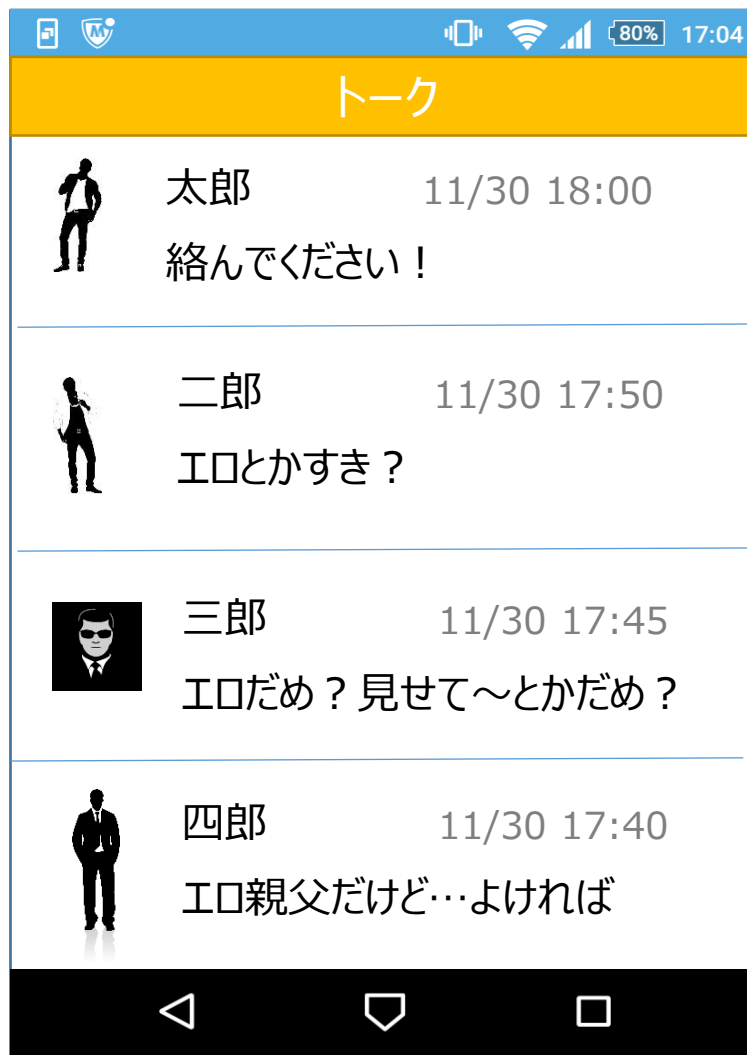 80% 17:04
トーク
太郎 11/30 18:00
絡んでください！
二郎 11/30 17:50
エロとかすき？
三郎 11/30 17:45
エロだめ？見せて～とかだめ？
四郎 11/30 17:40
エロ親父だけど…よければ